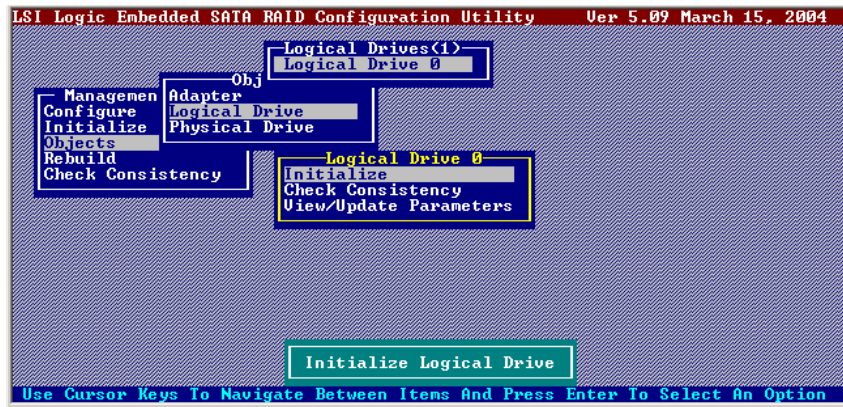 LSI Logic Embedded SATA RAID Configuration Utility Ver 5.09 March 15, 2004
Logical Drives(1)
Logical Drive 0
Obj
Adapter
Logical Drive
Physical Drive
Managemen
Configure
Initialize
Objects
Rebuild
Check Consistency
Logical Drive 0
Initialize
Check Consistency
View/Update Parameters
Initialize Logical Drive
Use Cursor Keys To Navigate Between Items And Press Enter To Select An Option